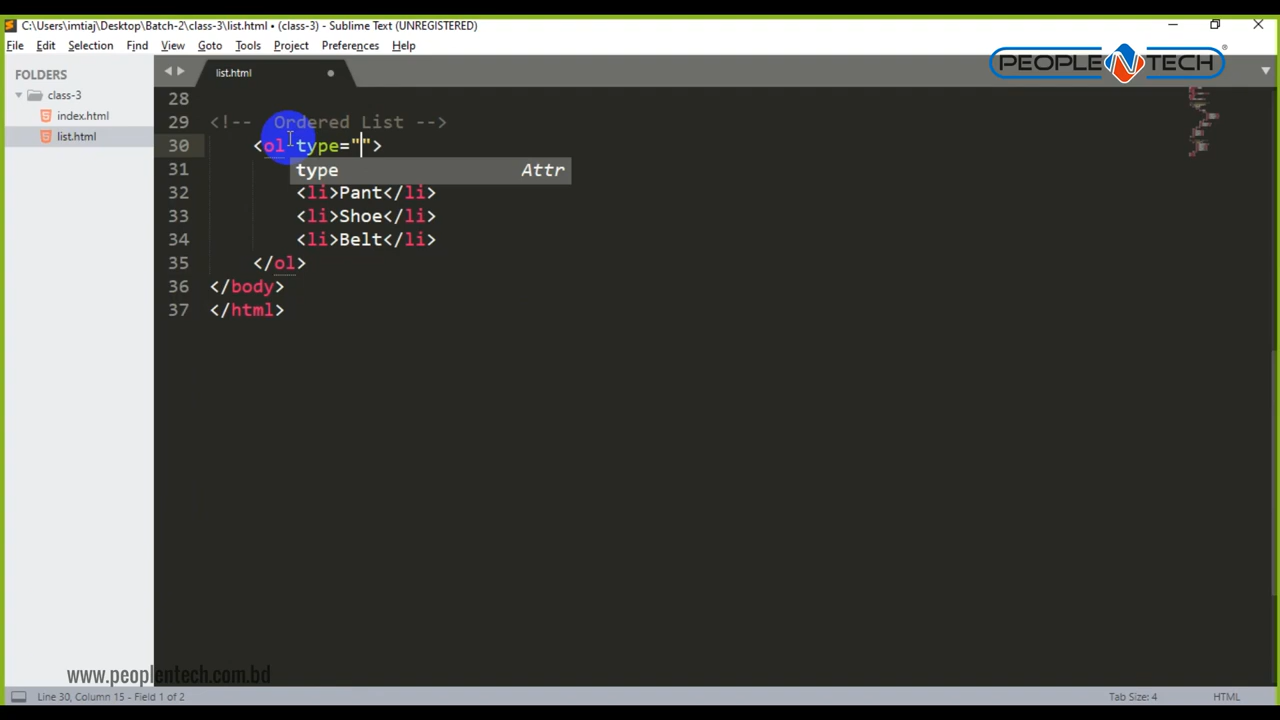 C:\Users\imtiaj\Desktop\Batch-2\class-3\list.html • (class-3) - Sublime Text (UNREGISTERED)
File Edit Selection Find View Goto Tools Project Preferences Help
PEOPLE N TECH ®
FOLDERS
class-3
index.html
list.html
list.html
28
29 <!-- Ordered List -->
30 <ol type="">
type Attr
31
32 <li>Pant</li>
33 <li>Shoe</li>
34 <li>Belt</li>
35 </ol>
36 </body>
37 </html>
www.peoplentech.com.bd
Line 30, Column 15 - Field 1 of 2
Tab Size: 4 HTML